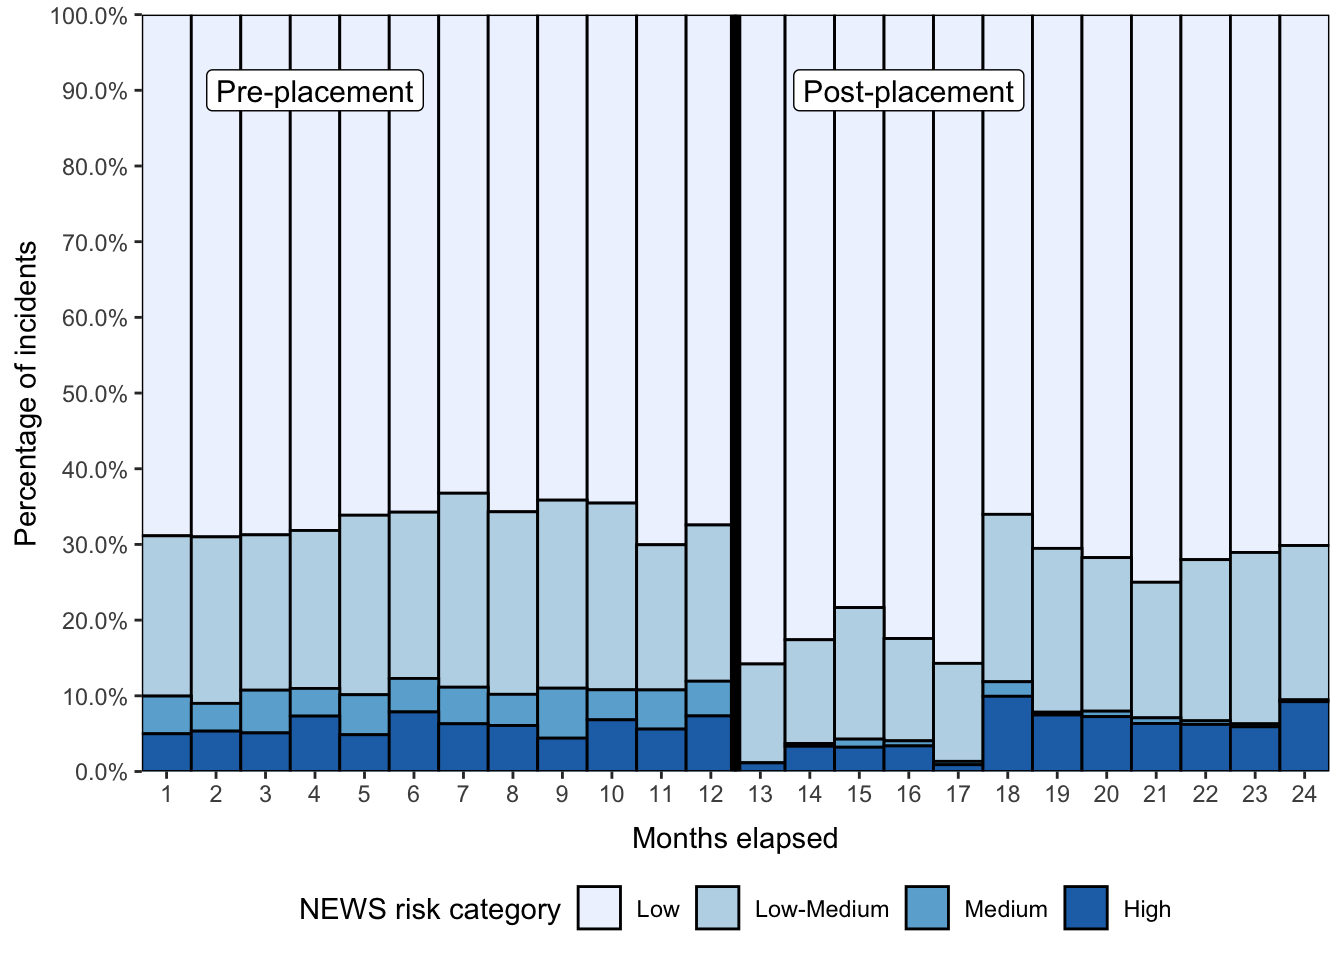 100.0%
90.0%
80.0%
70.0%
60.0%
50.0%
40.0%
30.0%
20.0%
10.0%
0.0%
Percentage of incidents
Pre-placement
Post-placement
1 2 3 4 5 6 7 8 9 10 11 12 13 14 15 16 17 18 19 20 21 22 23 24
Months elapsed
NEWS risk category Low Low-Medium Medium High